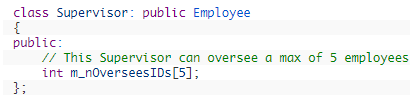 class Supervisor: public Employee
{
public:
    // This Supervisor can oversee a max of 5 employees
    int m_nOverseesIDs[5];
};